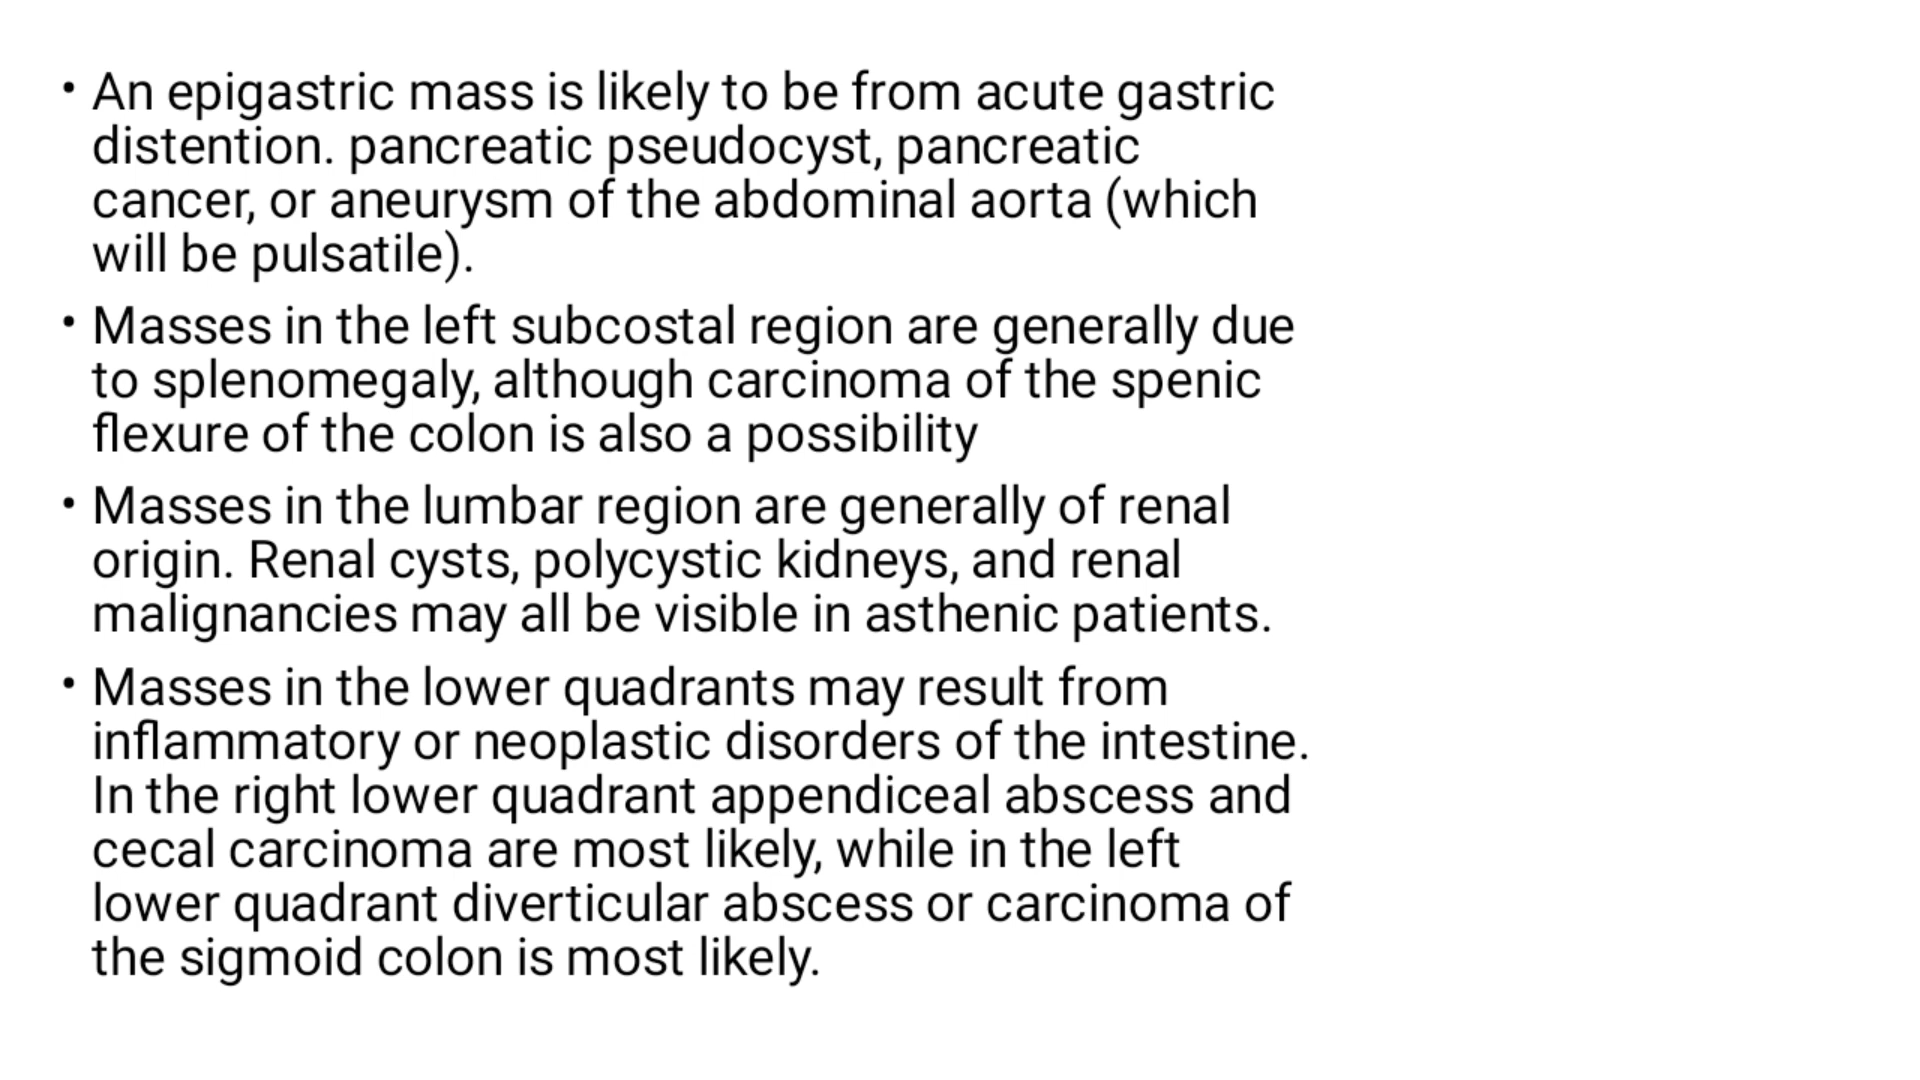 • An epigastric mass is likely to be from acute gastric
distention. pancreatic pseudocyst, pancreatic
cancer, or aneurysm of the abdominal aorta (which
will be pulsatile).
• Masses in the left subcostal region are generally due
to splenomegaly, although carcinoma of the spenic
flexure of the colon is also a possibility
• Masses in the lumbar region are generally of renal
origin. Renal cysts, polycystic kidneys, and renal
malignancies may all be visible in asthenic patients.
• Masses in the lower quadrants may result from
inflammatory or neoplastic disorders of the intestine.
In the right lower quadrant appendiceal abscess and
cecal carcinoma are most likely, while in the left
lower quadrant diverticular abscess or carcinoma of
the sigmoid colon is most likely.